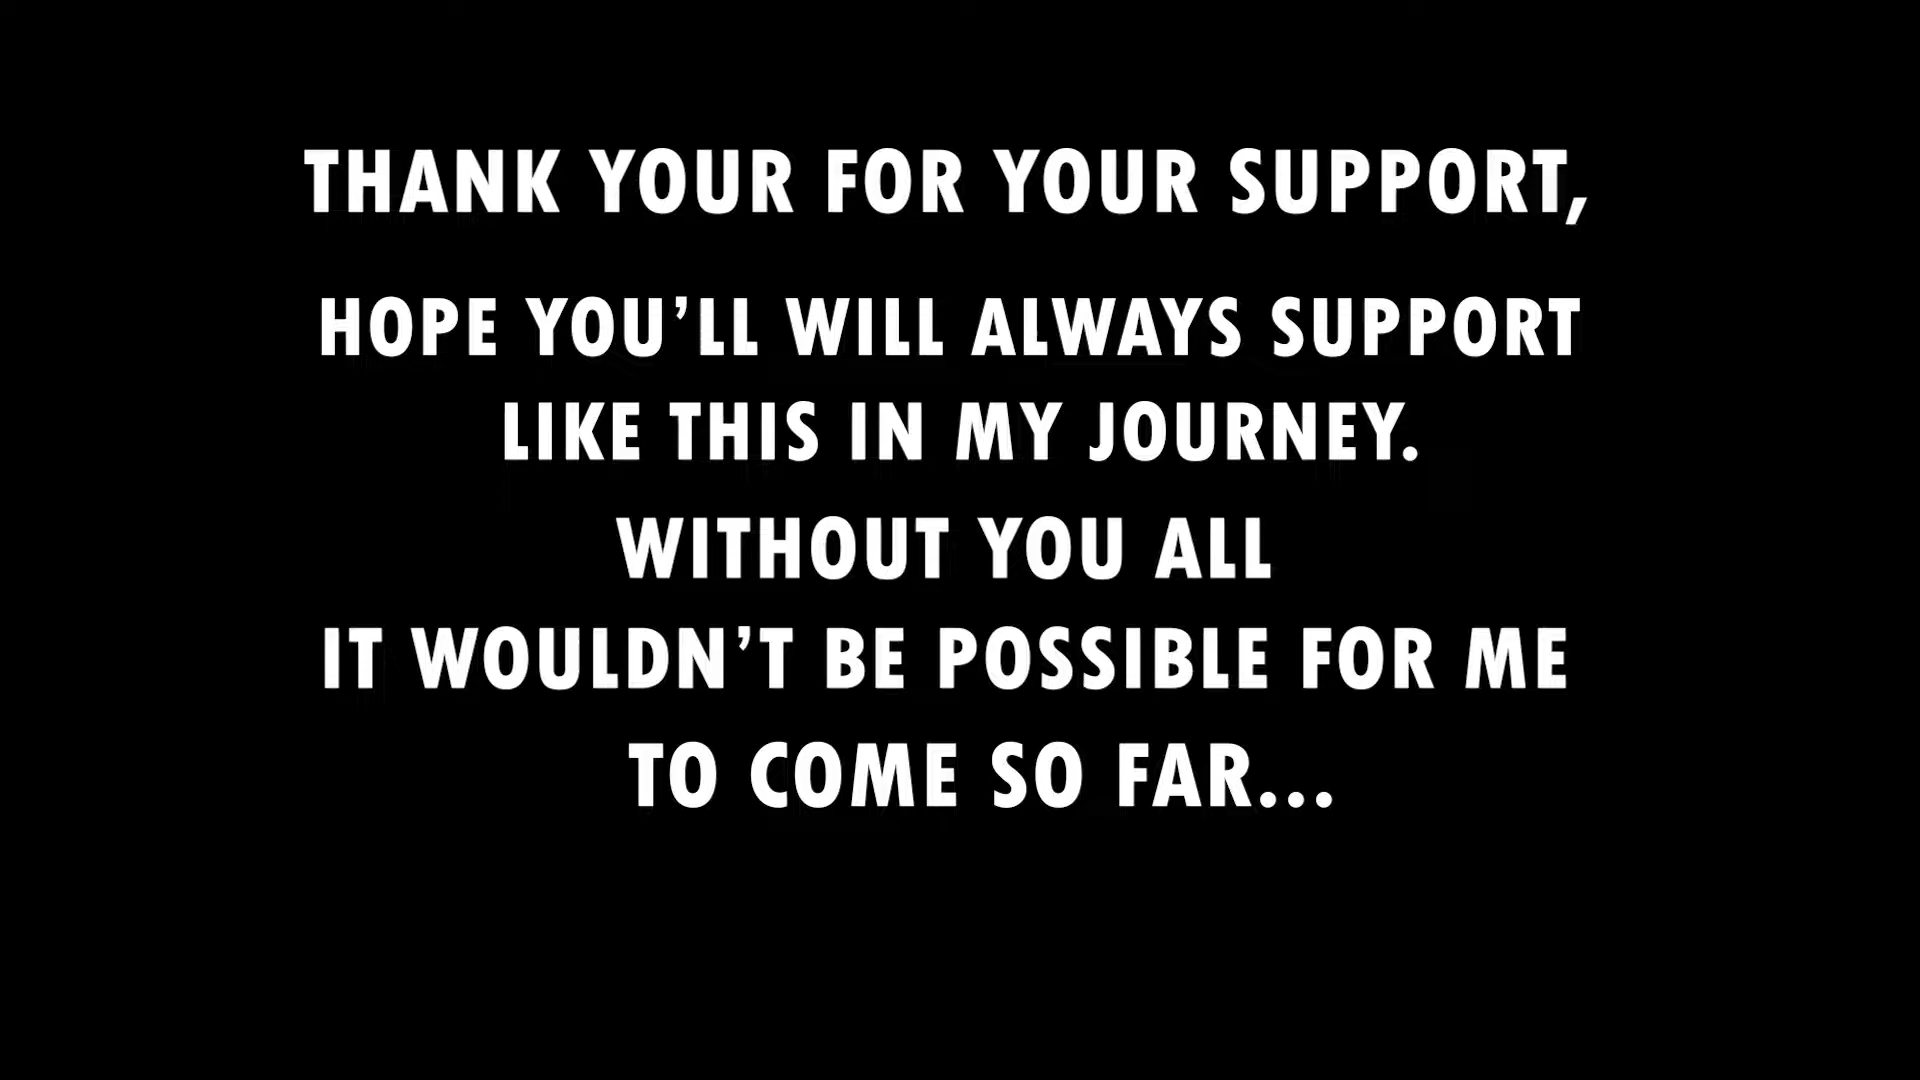 THANK YOUR FOR YOUR SUPPORT,
HOPE YOU’LL WILL ALWAYS SUPPORT
LIKE THIS IN MY JOURNEY.
WITHOUT YOU ALL
IT WOULDN’T BE POSSIBLE FOR ME
TO COME SO FAR...